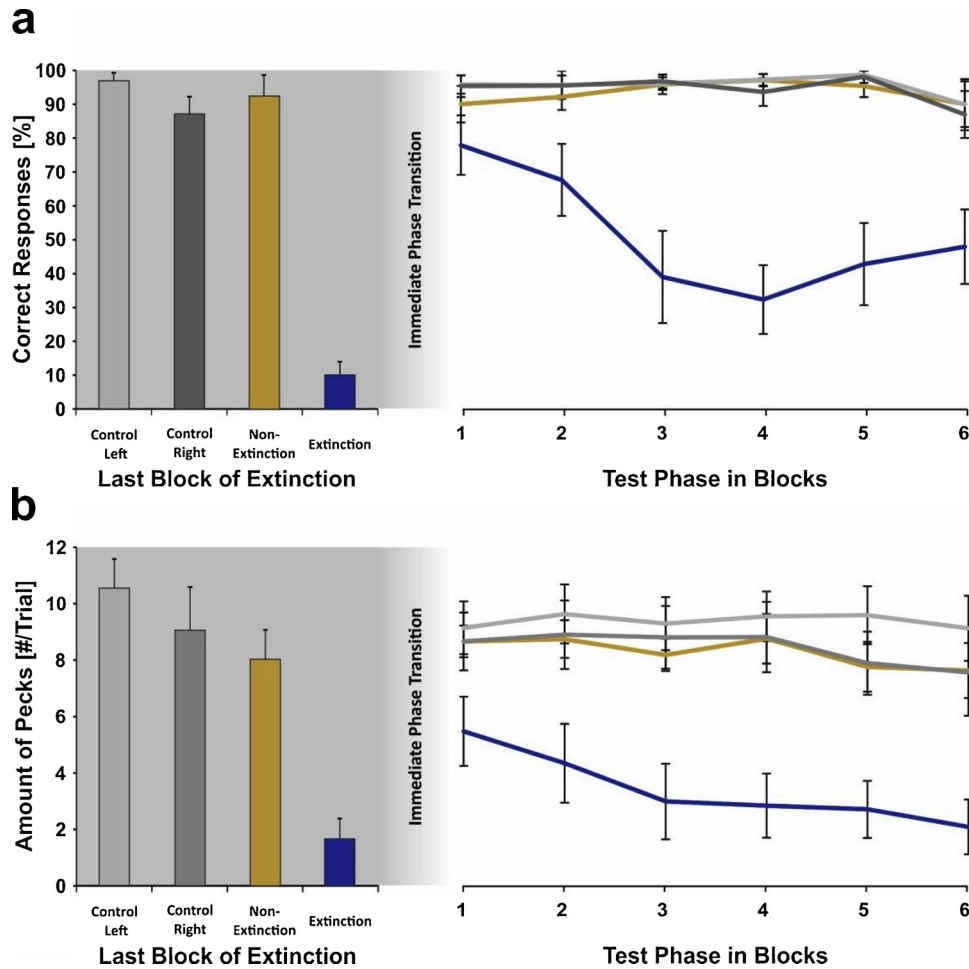 a
Correct Responses [%]
100
90
80
70
60
50
40
30
20
10
0
Control Left
Control Right
Non-Extinction
Extinction
Last Block of Extinction
Immediate Phase Transition
1 2 3 4 5 6
Test Phase in Blocks
b
Amount of Pecks [#/Trial]
12
10
8
6
4
2
0
Control Left
Control Right
Non-Extinction
Extinction
Last Block of Extinction
Immediate Phase Transition
1 2 3 4 5 6
Test Phase in Blocks